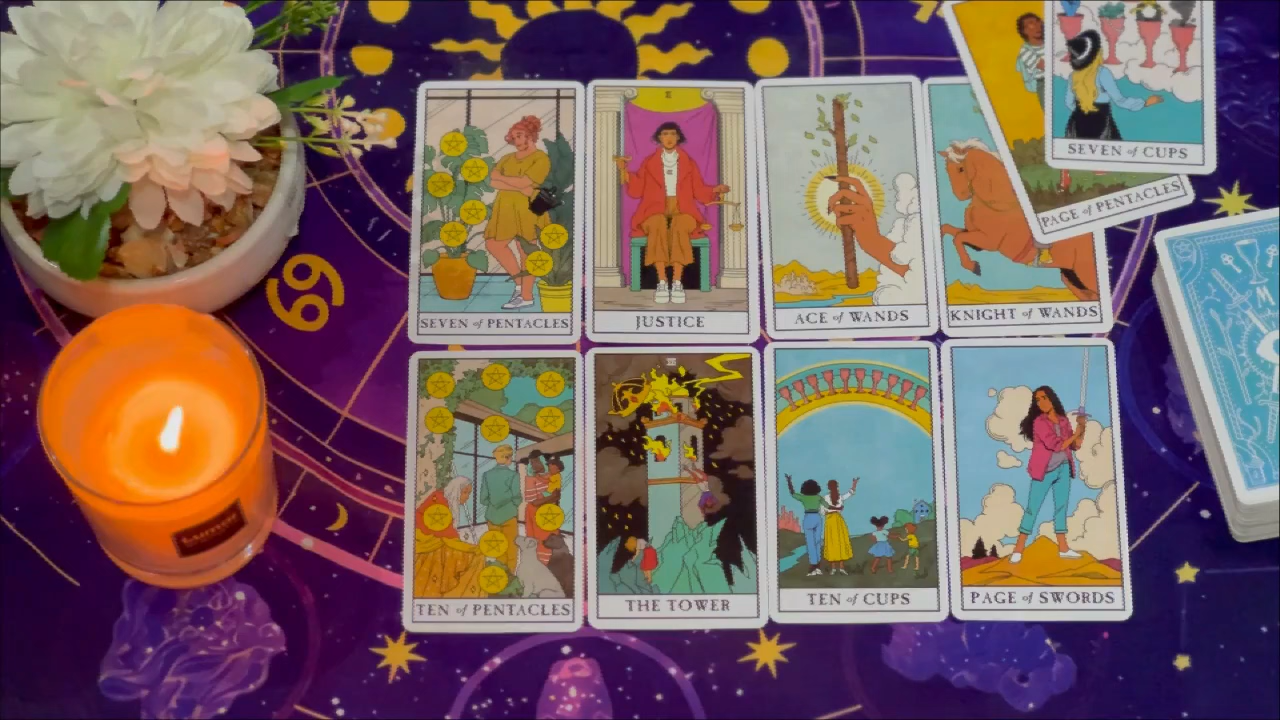 SEVEN of CUPS
PAGE of PENTACLES
SEVEN of PENTACLES
JUSTICE
ACE of WANDS
KNIGHT of WANDS
TEN of PENTACLES
THE TOWER
TEN of CUPS
PAGE of SWORDS